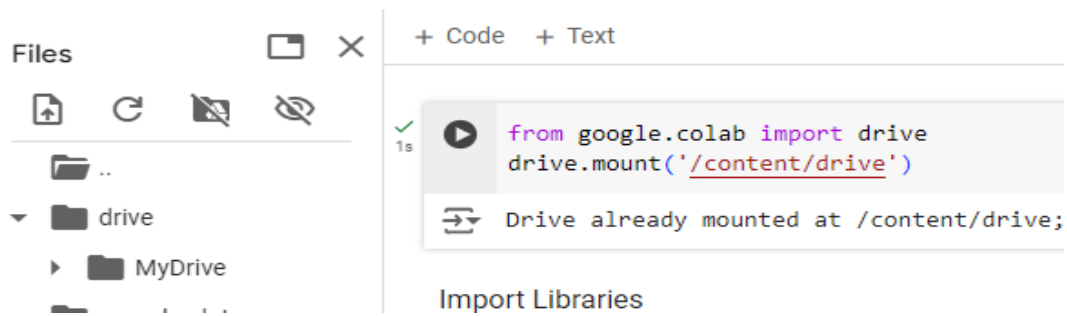 Files
..
drive
MyDrive
+ Code + Text
1s
from google.colab import drive
drive.mount('/content/drive')
Drive already mounted at /content/drive;
Import Libraries